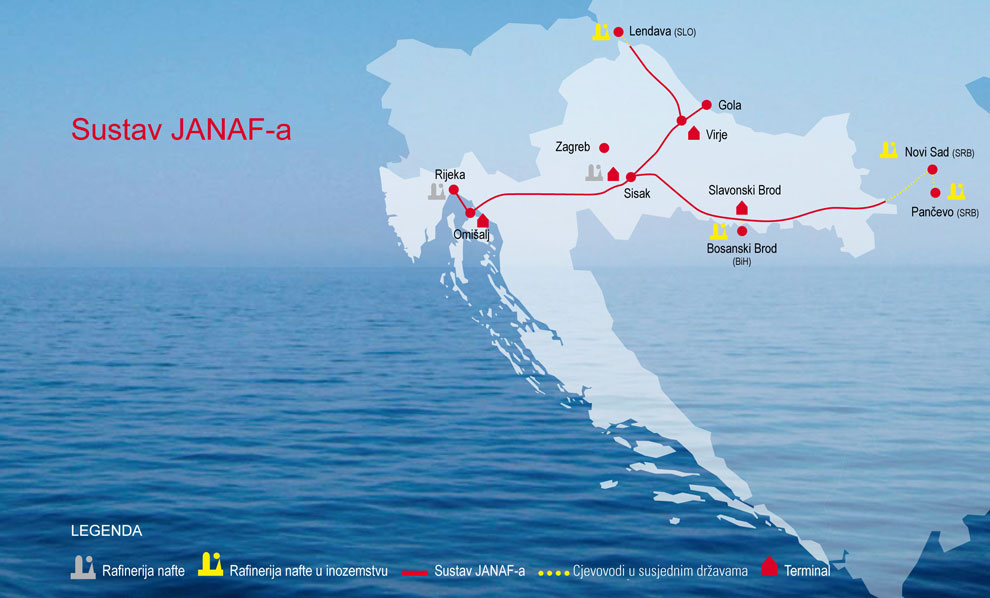 Lendava (SLO)
Gola
Sustav JANAF-a
Virje
Zagreb
Novi Sad (SRB)
Rijeka
Sisak
Slavonski Brod
Pančevo (SRB)
Omišalj
Bosanski Brod
(BiH)
LEGENDA
Rafinerija nafte Rafinerija nafte u inozemstvu Sustav JANAF-a Cjevovodi u susjednim državama Terminal